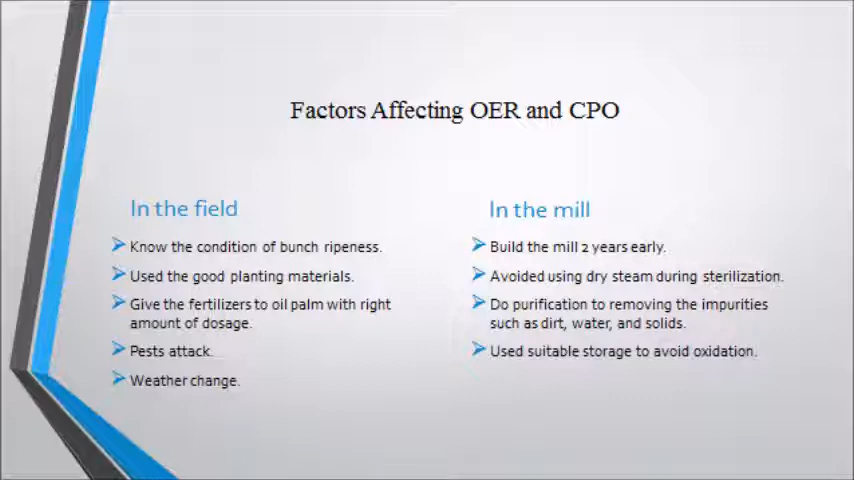 Factors Affecting OER and CPO
In the field
Know the condition of bunch ripeness.
Used the good planting materials.
Give the fertilizers to oil palm with right
amount of dosage.
Pests attack.
Weather change.
In the mill
Build the mill 2 years early.
Avoided using dry steam during sterilization.
Do purification to removing the impurities
such as dirt, water, and solids.
Used suitable storage to avoid oxidation.